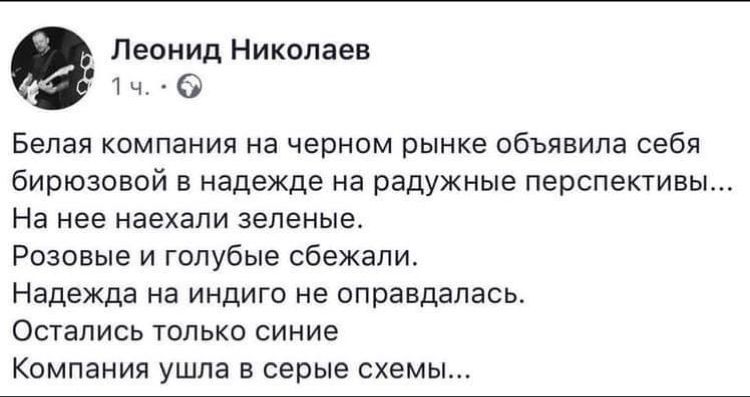 Леонид Николаев
1 ч. ·
Белая компания на черном рынке объявила себя
бирюзовой в надежде на радужные перспективы...
На нее наехали зеленые.
Розовые и голубые сбежали.
Надежда на индиго не оправдалась.
Остались только синие
Компания ушла в серые схемы...